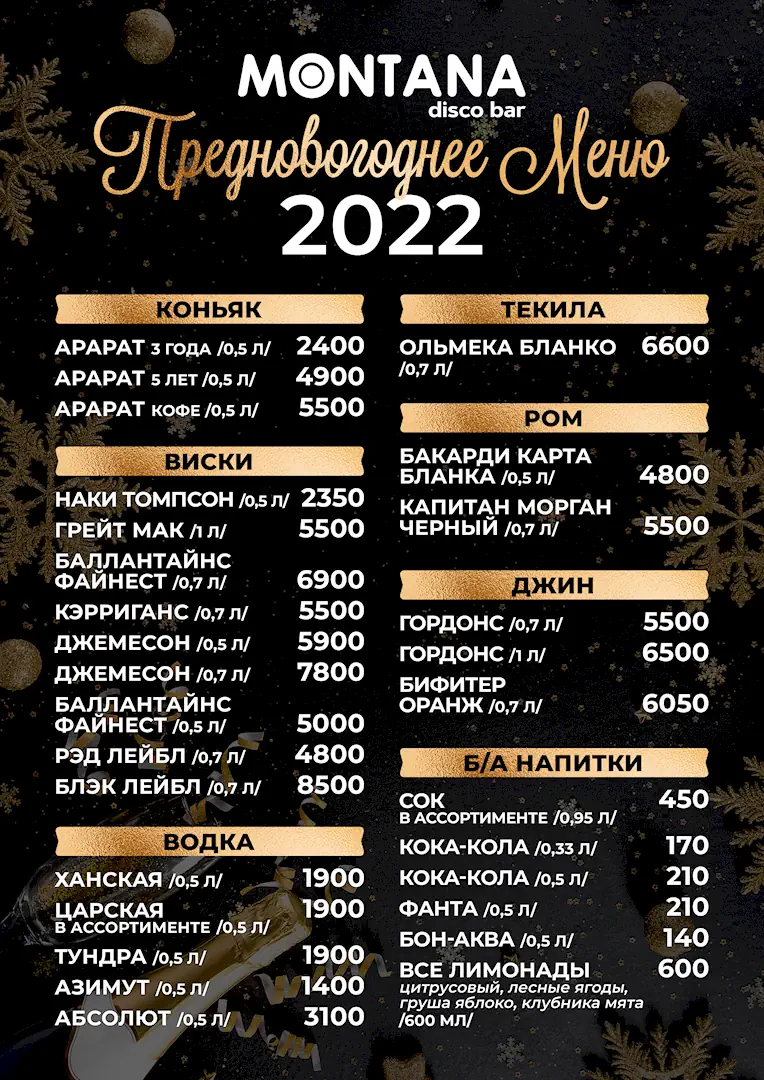 MONTANA
disco bar
Предновогоднее Меню
2022
КОНЬЯК
АРАРАТ 3 ГОДА /0,5 Л/ 2400
АРАРАТ 5 ЛЕТ /0,5 Л/ 4900
АРАРАТ КОФЕ /0,5 Л/ 5500
ВИСКИ
НАКИ ТОМПСОН /0,5 Л/ 2350
ГРЕЙТ МАК /1 Л/ 5500
БАЛЛАНТАЙНС
ФАЙНЕСТ /0,7 Л/ 6900
КЭРРИГАНС /0,7 Л/ 5500
ДЖЕМЕСОН /0,5 Л/ 5900
ДЖЕМЕСОН /0,7 Л/ 7800
БАЛЛАНТАЙНС
ФАЙНЕСТ /0,5 Л/ 5000
РЭД ЛЕЙБЛ /0,7 Л/ 4800
БЛЭК ЛЕЙБЛ /0,7 Л/ 8500
ВОДКА
ХАНСКАЯ /0,5 Л/ 1900
ЦАРСКАЯ 1900
В АССОРТИМЕНТЕ /0,5 Л/
ТУНДРА /0,5 Л/ 1900
АЗИМУТ /0,5 Л/ 1400
АБСОЛЮТ /0,5 Л/ 3100
ТЕКИЛА
ОЛЬМЕКА БЛАНКО 6600
/0,7 Л/
РОМ
БАКАРДИ КАРТА
БЛАНКА /0,5 Л/ 4800
КАПИТАН МОРГАН
ЧЕРНЫЙ /0,7 Л/ 5500
ДЖИН
ГОРДОНС /0,7 Л/ 5500
ГОРДОНС /1 Л/ 6500
БИФИТЕР
ОРАНЖ /0,7 Л/ 6050
Б/А НАПИТКИ
СОК 450
В АССОРТИМЕНТЕ /0,95 Л/
КОКА-КОЛА /0,33 Л/ 170
КОКА-КОЛА /0,5 Л/ 210
ФАНТА /0,5 Л/ 210
БОН-АКВА /0,5 Л/ 140
ВСЕ ЛИМОНАДЫ 600
цитрусовый, лесные ягоды,
груша яблоко, клубника мята
/600 МЛ/